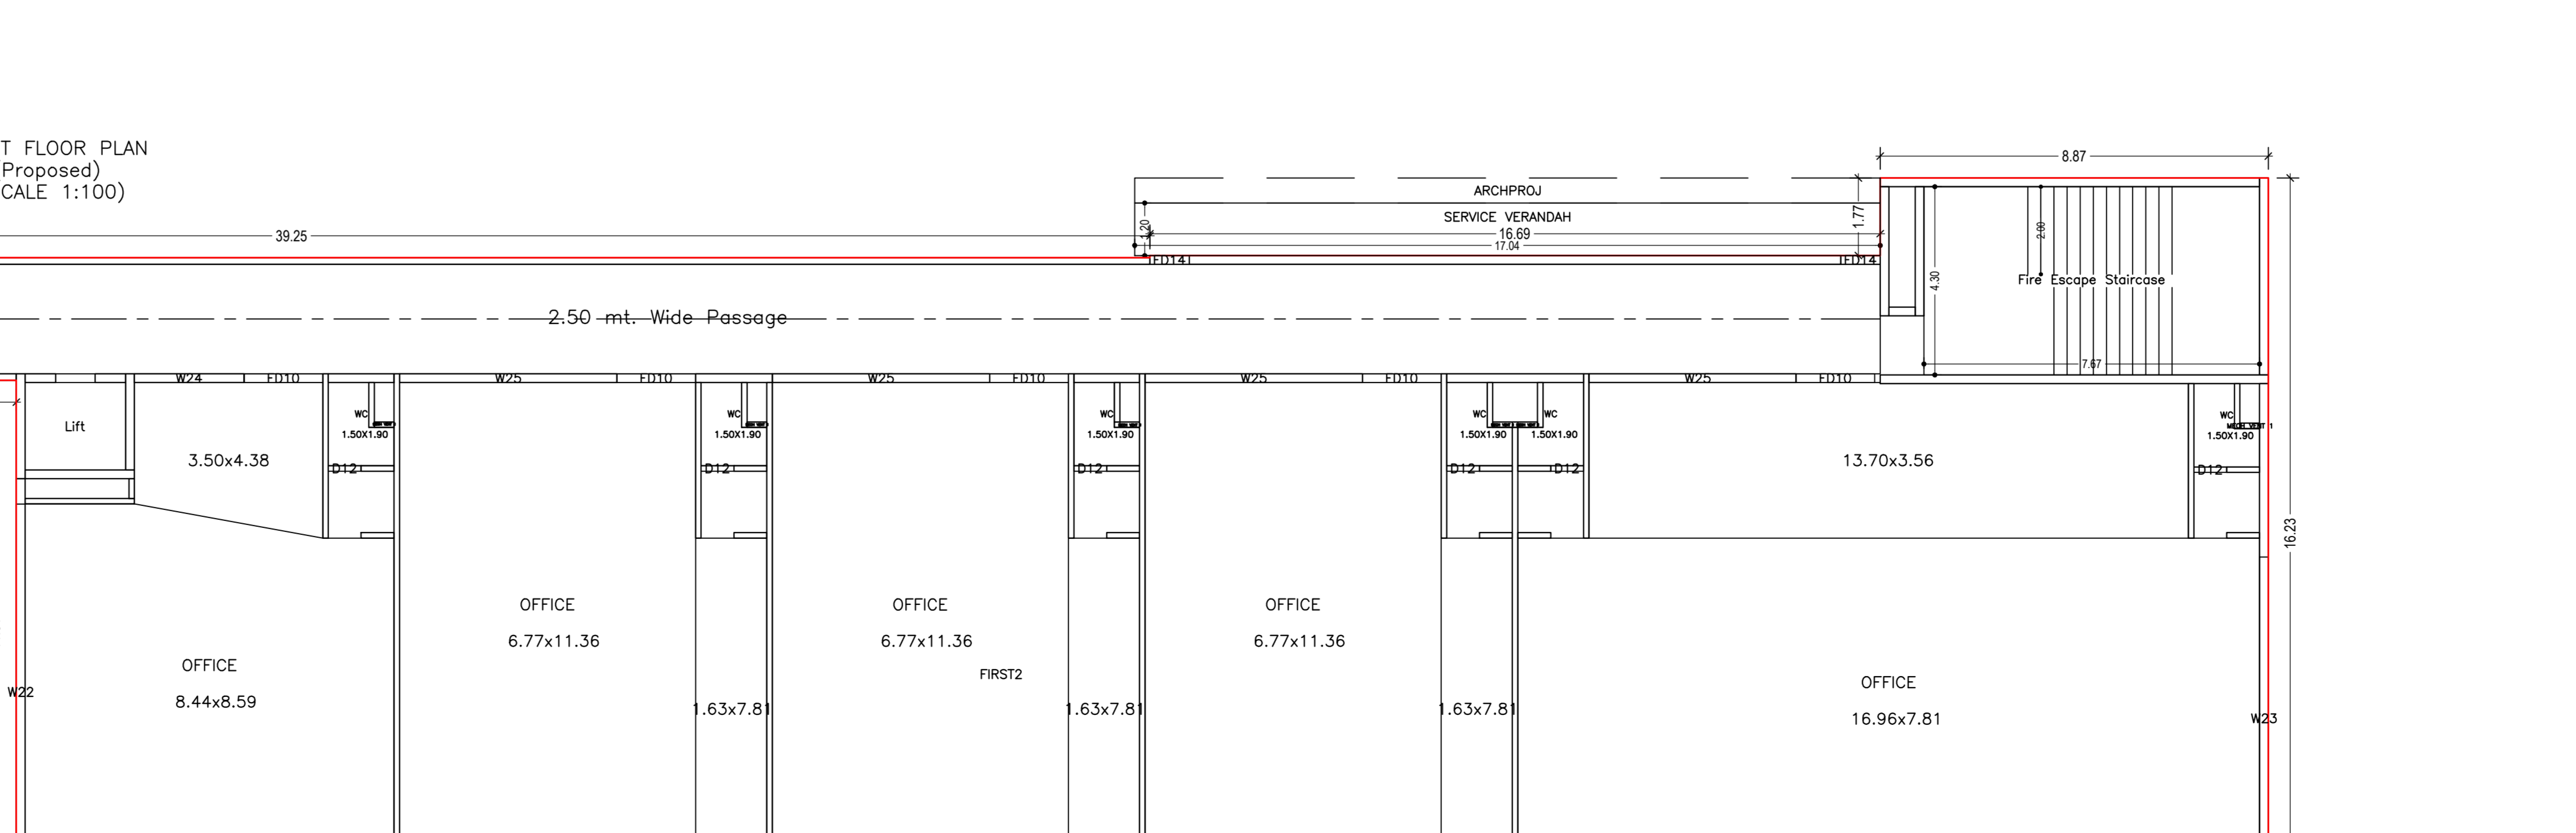 T FLOOR PLAN
(Proposed)
CALE 1:100)
8.87
ARCHPROJ
SERVICE VERANDAH
1.20
1.77
39.25
16.69
17.04
FD14
FD14
2.00
4.30
Fire Escape Staircase
7.67
2.50 mt. Wide Passage
W24
FD10
W25
FD10
W25
FD10
W25
FD10
W25
FD10
Lift
WC
1.50X1.90
WC
1.50X1.90
WC
1.50X1.90
WC
1.50X1.90
WC
1.50X1.90
WC
1.50X1.90
3.50x4.38
13.70x3.56
D12
D12
D12
D12
D12
D12
16.23
OFFICE
6.77x11.36
OFFICE
6.77x11.36
OFFICE
6.77x11.36
FIRST2
OFFICE
8.44x8.59
OFFICE
16.96x7.81
W22
1.63x7.81
1.63x7.81
1.63x7.81
W23